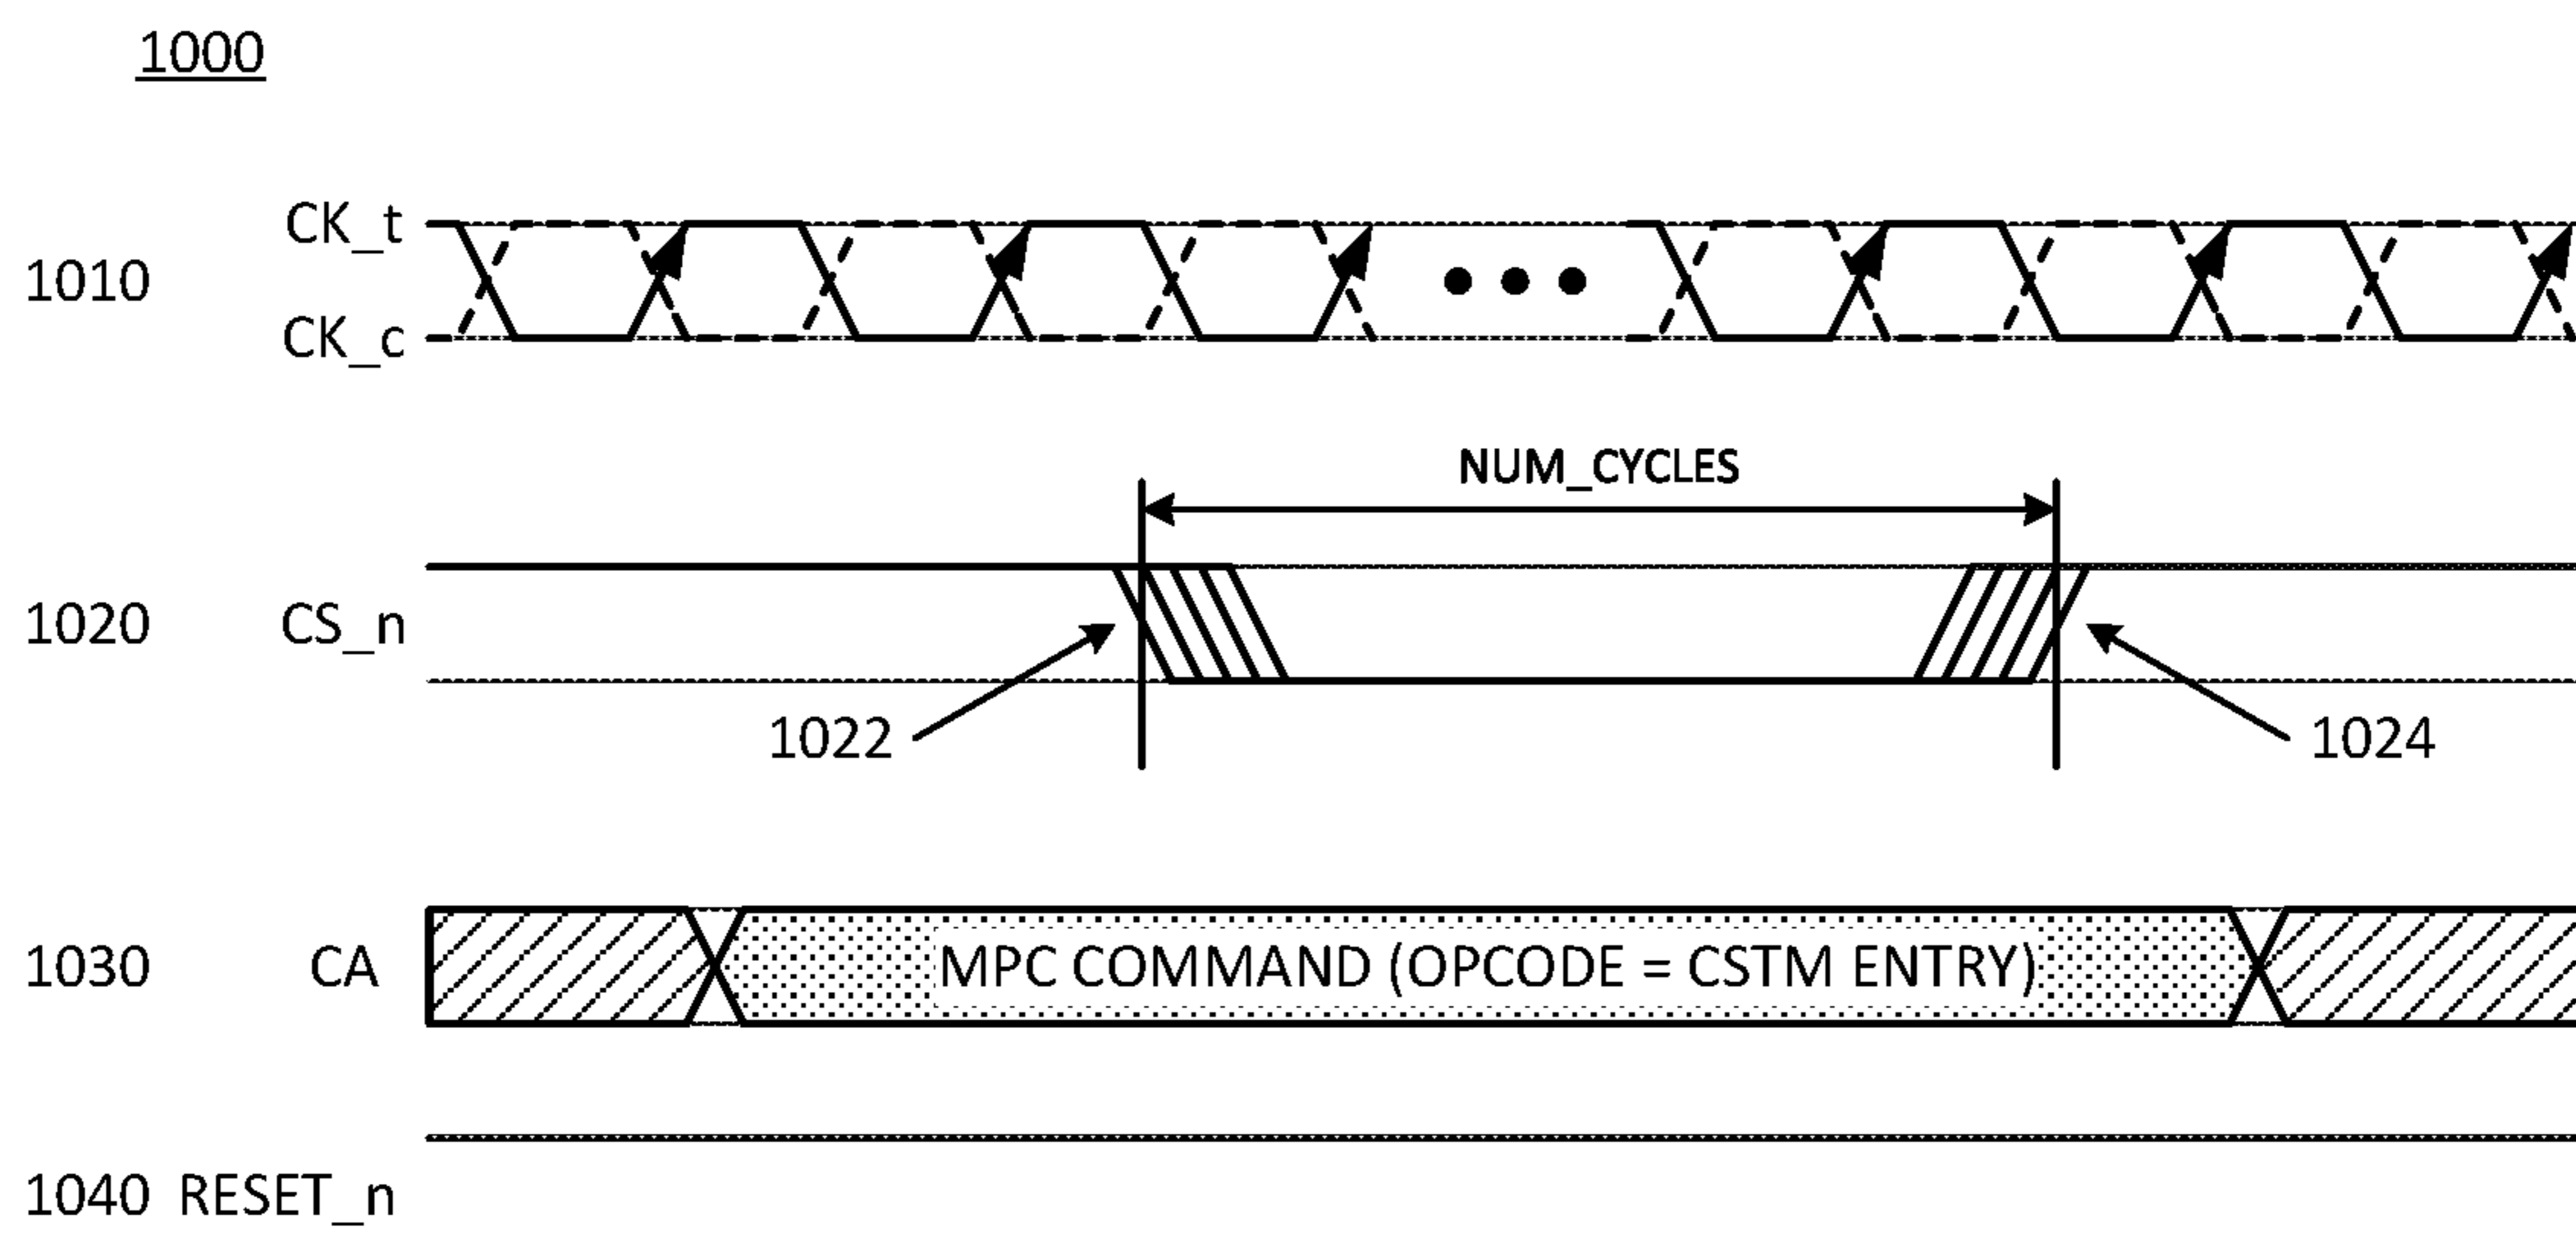 1000
CK_t
1010
CK_c
NUM_CYCLES
1020 CS_n
1022
1024
1030 CA MPC COMMAND (OPCODE = CSTM ENTRY)
1040 RESET_n